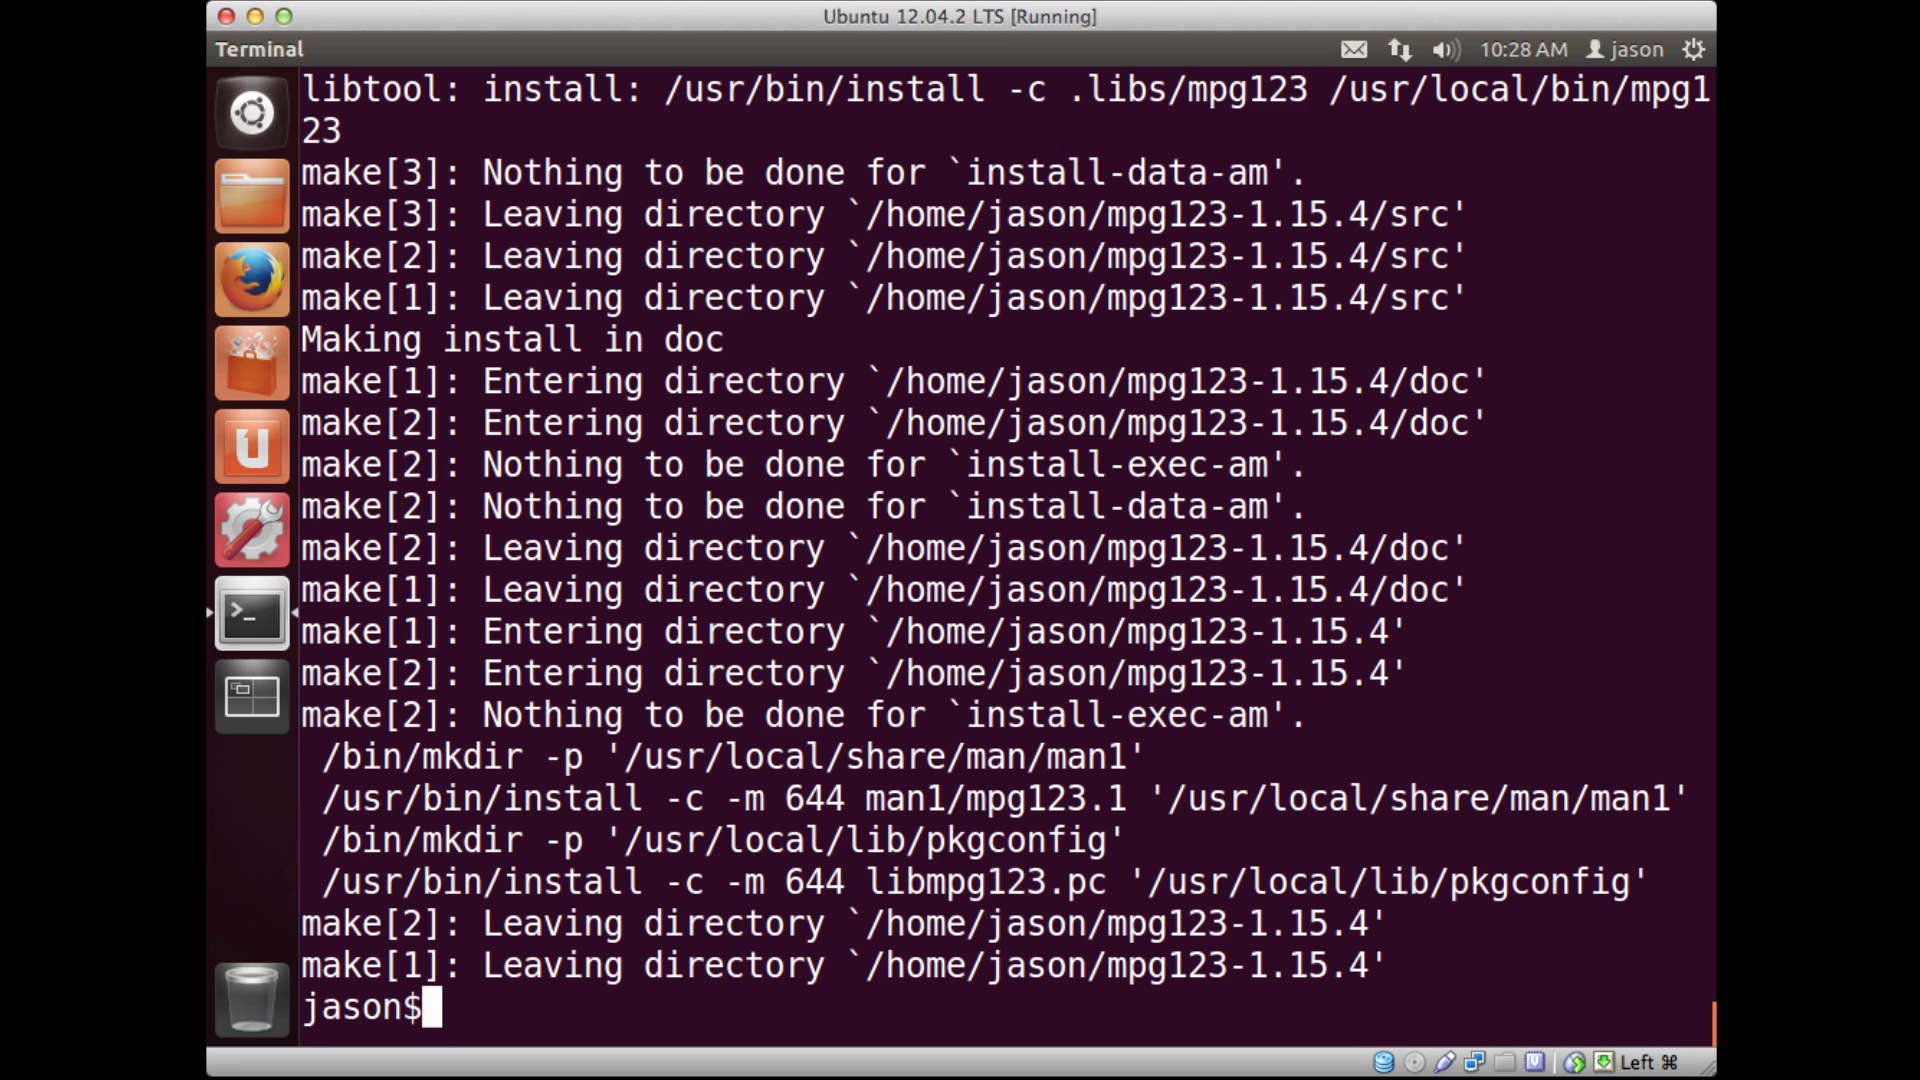 Ubuntu 12.04.2 LTS [Running]
Terminal
10:28 AM
jason
libtool: install: /usr/bin/install -c .libs/mpg123 /usr/local/bin/mpg1
23
make[3]: Nothing to be done for `install-data-am'.
make[3]: Leaving directory `/home/jason/mpg123-1.15.4/src'
make[2]: Leaving directory `/home/jason/mpg123-1.15.4/src'
make[1]: Leaving directory `/home/jason/mpg123-1.15.4/src'
Making install in doc
make[1]: Entering directory `/home/jason/mpg123-1.15.4/doc'
make[2]: Entering directory `/home/jason/mpg123-1.15.4/doc'
make[2]: Nothing to be done for `install-exec-am'.
make[2]: Nothing to be done for `install-data-am'.
make[2]: Leaving directory `/home/jason/mpg123-1.15.4/doc'
make[1]: Leaving directory `/home/jason/mpg123-1.15.4/doc'
make[1]: Entering directory `/home/jason/mpg123-1.15.4'
make[2]: Entering directory `/home/jason/mpg123-1.15.4'
make[2]: Nothing to be done for `install-exec-am'.
/bin/mkdir -p '/usr/local/share/man/man1'
/usr/bin/install -c -m 644 man1/mpg123.1 '/usr/local/share/man/man1'
/bin/mkdir -p '/usr/local/lib/pkgconfig'
/usr/bin/install -c -m 644 libmpg123.pc '/usr/local/lib/pkgconfig'
make[2]: Leaving directory `/home/jason/mpg123-1.15.4'
make[1]: Leaving directory `/home/jason/mpg123-1.15.4'
jason$
Left ⌘